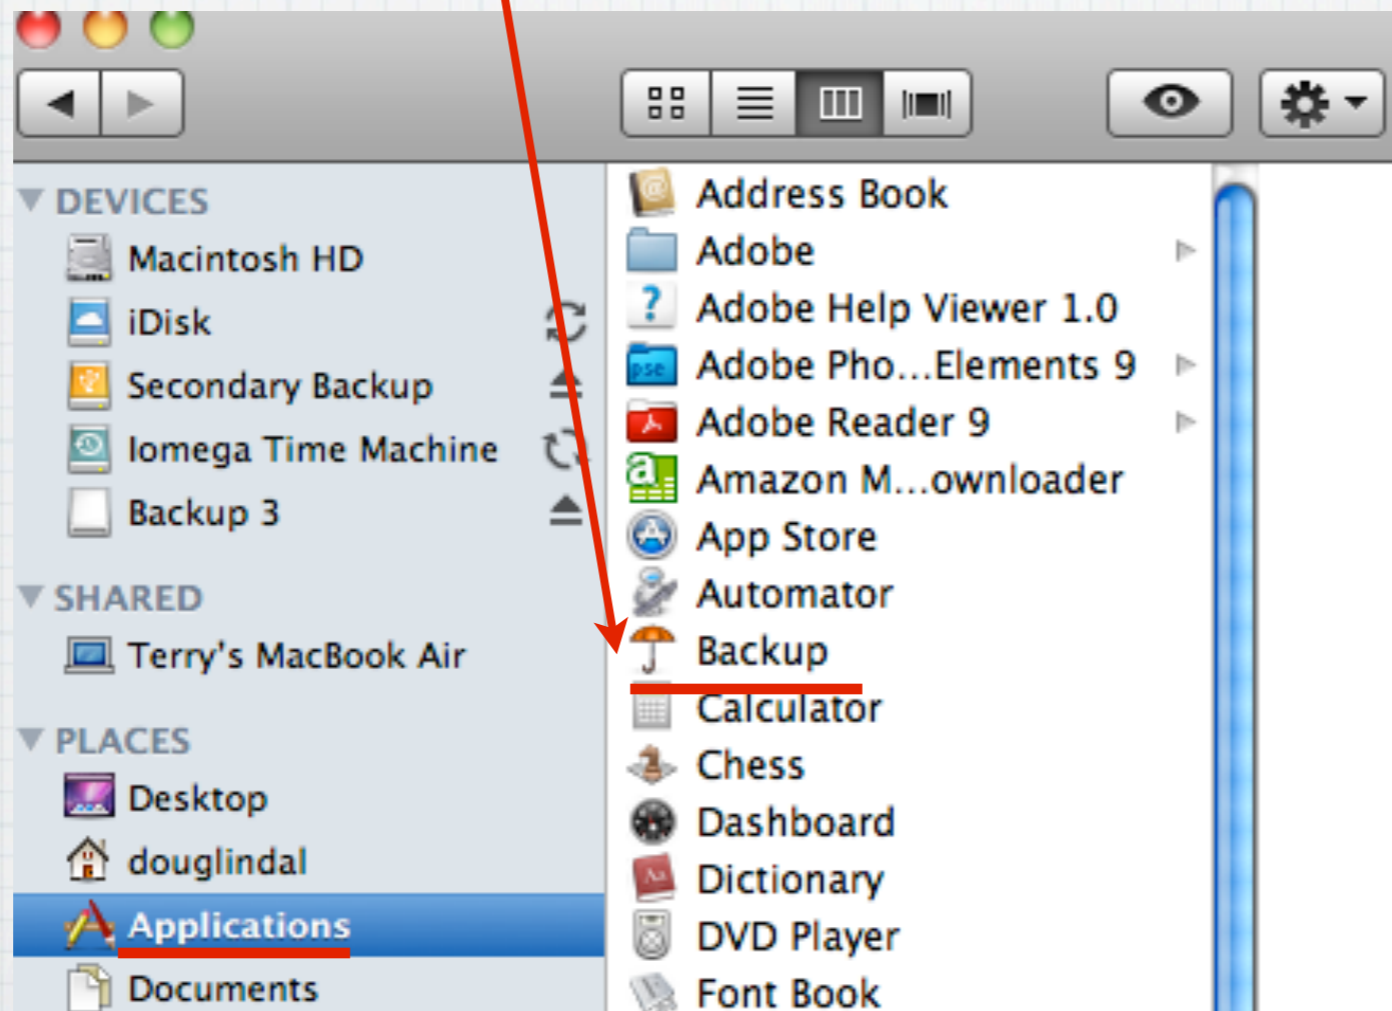 DEVICES
Macintosh HD
iDisk
Secondary Backup
Iomega Time Machine
Backup 3
SHARED
Terry's MacBook Air
PLACES
Desktop
douglindal
Applications
Documents
Address Book
Adobe
Adobe Help Viewer 1.0
pse
Adobe Pho...Elements 9
Adobe Reader 9
Amazon M...ownloader
App Store
Automator
Backup
Calculator
Chess
Dashboard
Aa
Dictionary
DVD Player
Font Book